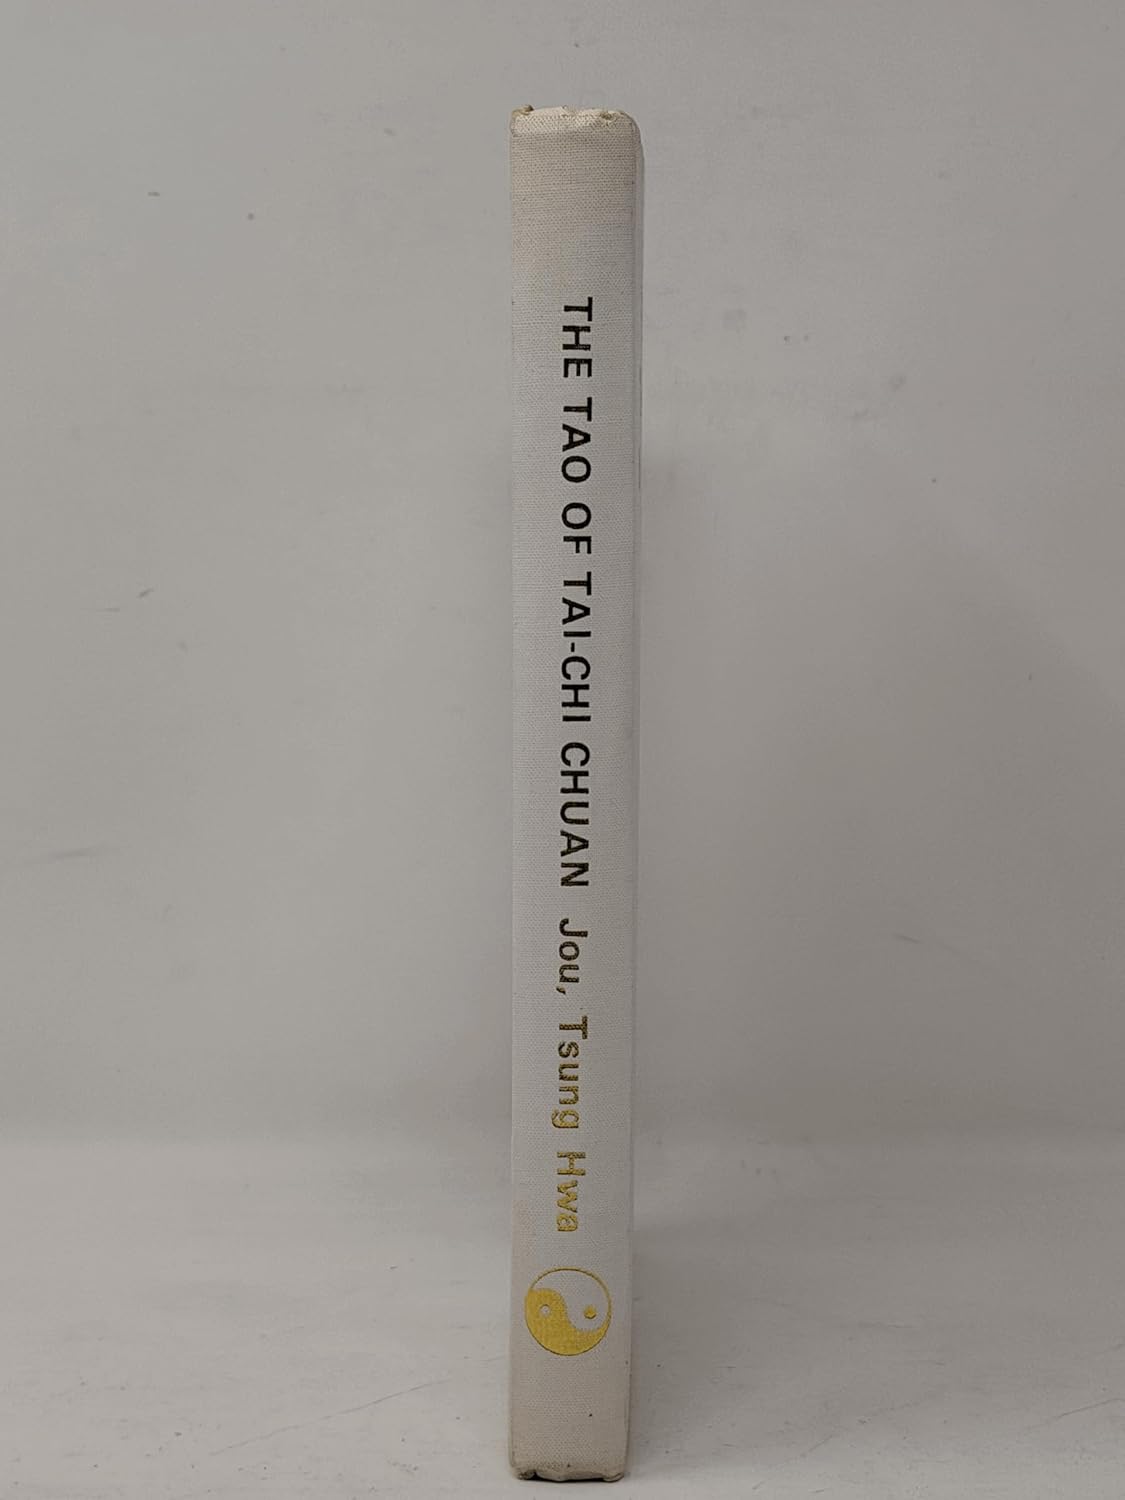 THE TAO OF TAI-CHI CHUAN Jou, Tsung Hwa